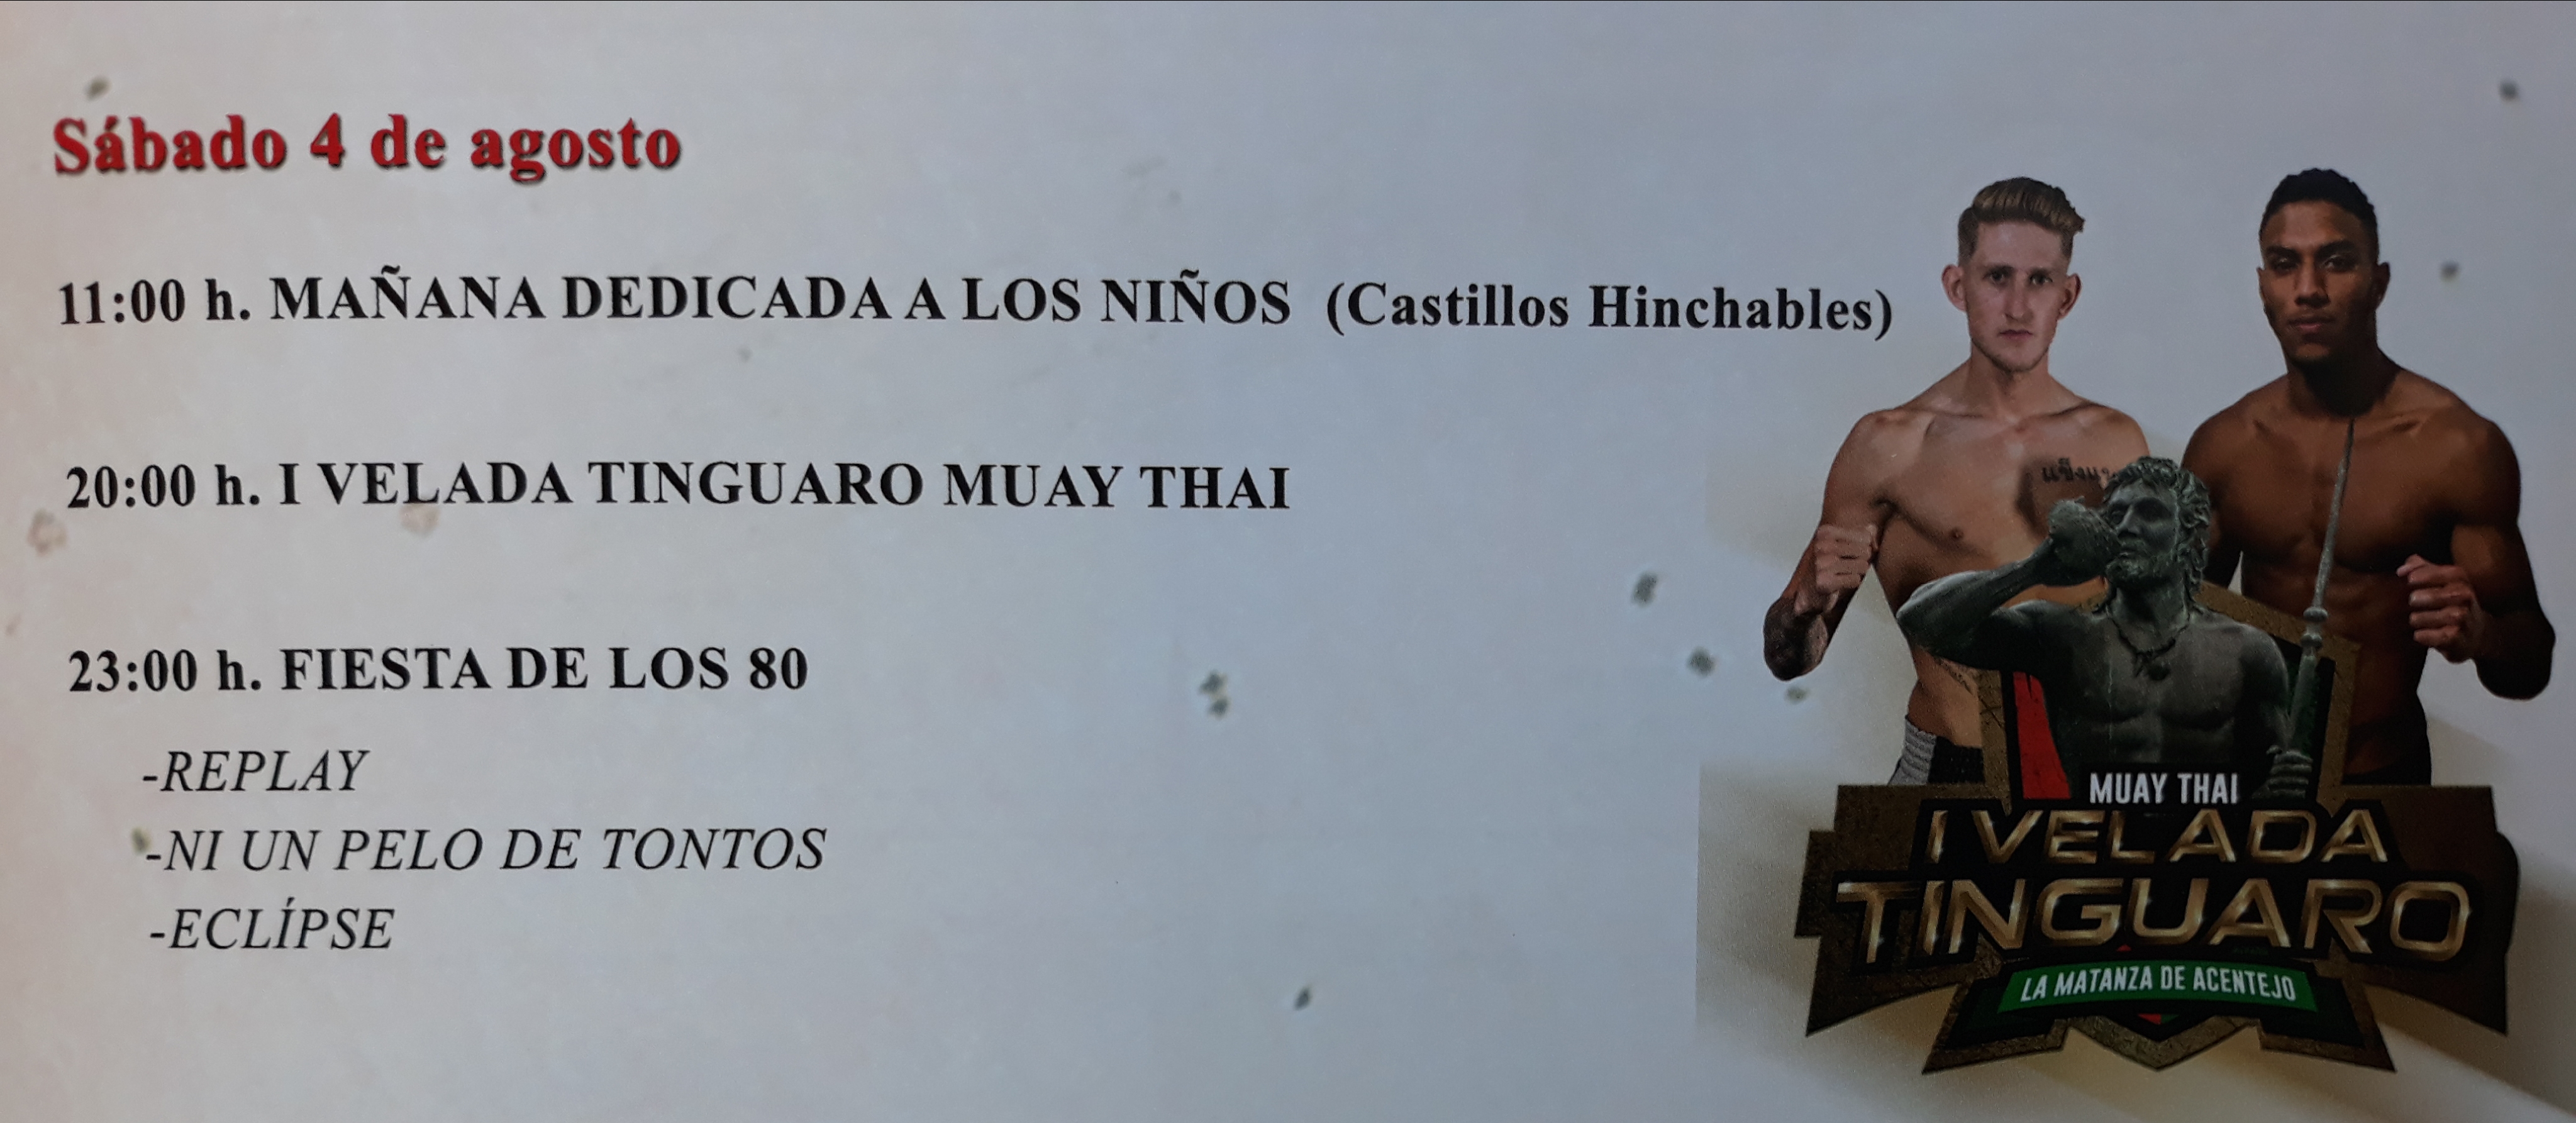 Sábado 4 de agosto
11:00 h. MAÑANA DEDICADA A LOS NIÑOS (Castillos Hinchables)
20:00 h. I VELADA TINGUARO MUAY THAI
23:00 h. FIESTA DE LOS 80
-REPLAY
-NI UN PELO DE TONTOS
-ECLÍPSE
MUAY THAI
I VELADA
TINGUARO
LA MATANZA DE ACENTEJO